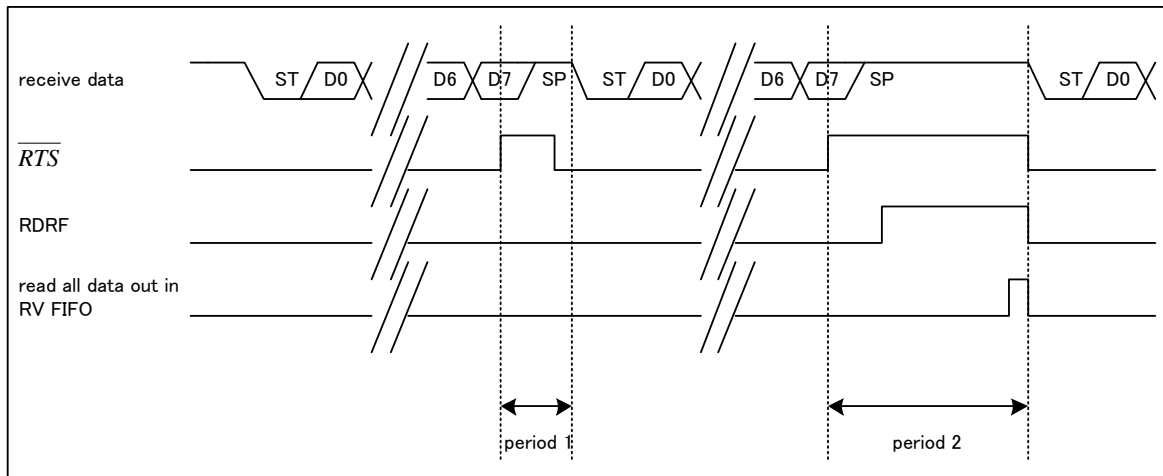 receive data ST D0 D6 D7 SP ST D0 D6 D7 SP ST D0
RTS
RDRF
read all data out in
RV FIFO
period 1 period 2